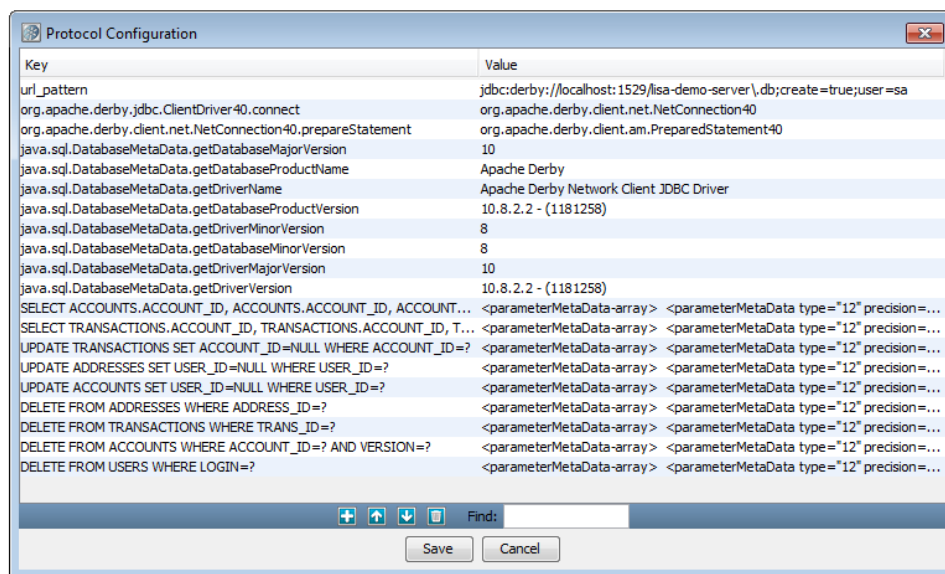 Protocol Configuration
Key Value
url_pattern jdbc:derby://localhost:1529/lisa-demo-server\.db;create=true;user=sa
org.apache.derby.jdbc.ClientDriver40.connect org.apache.derby.client.net.NetConnection40
org.apache.derby.client.net.NetConnection40.prepareStatement org.apache.derby.client.am.PreparedStatement40
java.sql.DatabaseMetaData.getDatabaseMajorVersion 10
java.sql.DatabaseMetaData.getDatabaseProductName Apache Derby
java.sql.DatabaseMetaData.getDriverName Apache Derby Network Client JDBC Driver
java.sql.DatabaseMetaData.getDatabaseProductVersion 10.8.2.2 - (1181258)
java.sql.DatabaseMetaData.getDriverMinorVersion 8
java.sql.DatabaseMetaData.getDatabaseMinorVersion 8
java.sql.DatabaseMetaData.getDriverMajorVersion 10
java.sql.DatabaseMetaData.getDriverVersion 10.8.2.2 - (1181258)
SELECT ACCOUNTS.ACCOUNT_ID, ACCOUNTS.ACCOUNT_ID, ACCOUNT... <parameterMetaData-array> <parameterMetaData type="12" precision=...
SELECT TRANSACTIONS.ACCOUNT_ID, TRANSACTIONS.ACCOUNT_ID, T... <parameterMetaData-array> <parameterMetaData type="12" precision=...
UPDATE TRANSACTIONS SET ACCOUNT_ID=NULL WHERE ACCOUNT_ID=? <parameterMetaData-array> <parameterMetaData type="12" precision=...
UPDATE ADDRESSES SET USER_ID=NULL WHERE USER_ID=? <parameterMetaData-array> <parameterMetaData type="12" precision=...
UPDATE ACCOUNTS SET USER_ID=NULL WHERE USER_ID=? <parameterMetaData-array> <parameterMetaData type="12" precision=...
DELETE FROM ADDRESSES WHERE ADDRESS_ID=? <parameterMetaData-array> <parameterMetaData type="12" precision=...
DELETE FROM TRANSACTIONS WHERE TRANS_ID=? <parameterMetaData-array> <parameterMetaData type="12" precision=...
DELETE FROM ACCOUNTS WHERE ACCOUNT_ID=? AND VERSION=? <parameterMetaData-array> <parameterMetaData type="12" precision=...
DELETE FROM USERS WHERE LOGIN=? <parameterMetaData-array> <parameterMetaData type="12" precision=...
Find:
Save Cancel